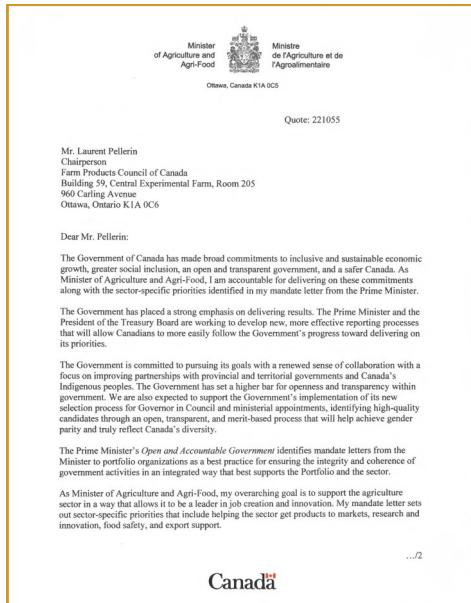 Minister
of Agriculture and
Agri-Food
Ministre
de l'Agriculture et de
l'Agroalimentaire
Ottawa, Canada K1A 0C5
Quote: 221055
Mr. Laurent Pellerin
Chairperson
Farm Products Council of Canada
Building 59, Central Experimental Farm, Room 205
960 Carling Avenue
Ottawa, Ontario K1A 0C6
Dear Mr. Pellerin:
The Government of Canada has made broad commitments to inclusive and sustainable economic
growth, greater social inclusion, an open and transparent government, and a safer Canada. As
Minister of Agriculture and Agri-Food, I am accountable for delivering on these commitments
along with the sector-specific priorities identified in my mandate letter from the Prime Minister.
The Government has placed a strong emphasis on delivering results. The Prime Minister and the
President of the Treasury Board are working to develop new, more effective reporting processes
that will allow Canadians to more easily follow the Government's progress toward delivering on
its priorities.
The Government is committed to pursuing its goals with a renewed sense of collaboration with a
focus on improving partnerships with provincial and territorial governments and Canada's
Indigenous peoples. The Government has set a higher bar for openness and transparency within
government. We are also expected to support the Government's implementation of its new
selection process for Governor in Council and ministerial appointments, identifying high-quality
candidates through an open, transparent, and merit-based process that will help achieve gender
parity and truly reflect Canada's diversity.
The Prime Minister's Open and Accountable Government identifies mandate letters from the
Minister to portfolio organizations as a best practice for ensuring the integrity and coherence of
government activities in an integrated way that best supports the Portfolio and the sector.
As Minister of Agriculture and Agri-Food, my overarching goal is to support the agriculture
sector in a way that allows it to be a leader in job creation and innovation. My mandate letter sets
out sector-specific priorities that include helping the sector get products to markets, research and
innovation, food safety, and export support.
…/2
Canada